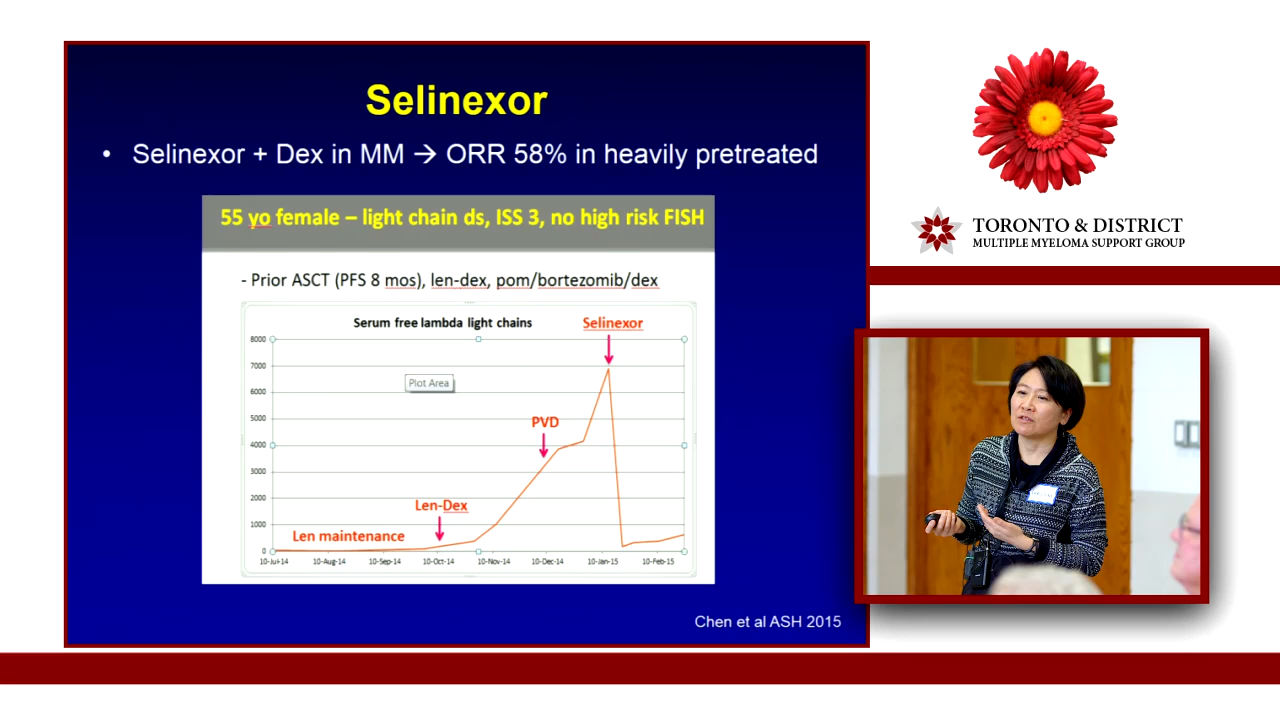 Selinexor
• Selinexor + Dex in MM → ORR 58% in heavily pretreated
55 yo female – light chain ds, ISS 3, no high risk FISH
- Prior ASCT (PFS 8 mos), len-dex, pom/bortezomib/dex
Serum free lambda light chains
Selinexor
8000
7000
6000
5000
4000
3000
2000
1000
0
Plot Area
PVD
Len-Dex
Len maintenance
10-Jul-14 10-Aug-14 10-Sep-14 10-Oct-14 10-Nov-14 10-Dec-14 10-Jan-15 10-Feb-15
Chen et al ASH 2015
TORONTO & DISTRICT
MULTIPLE MYELOMA SUPPORT GROUP